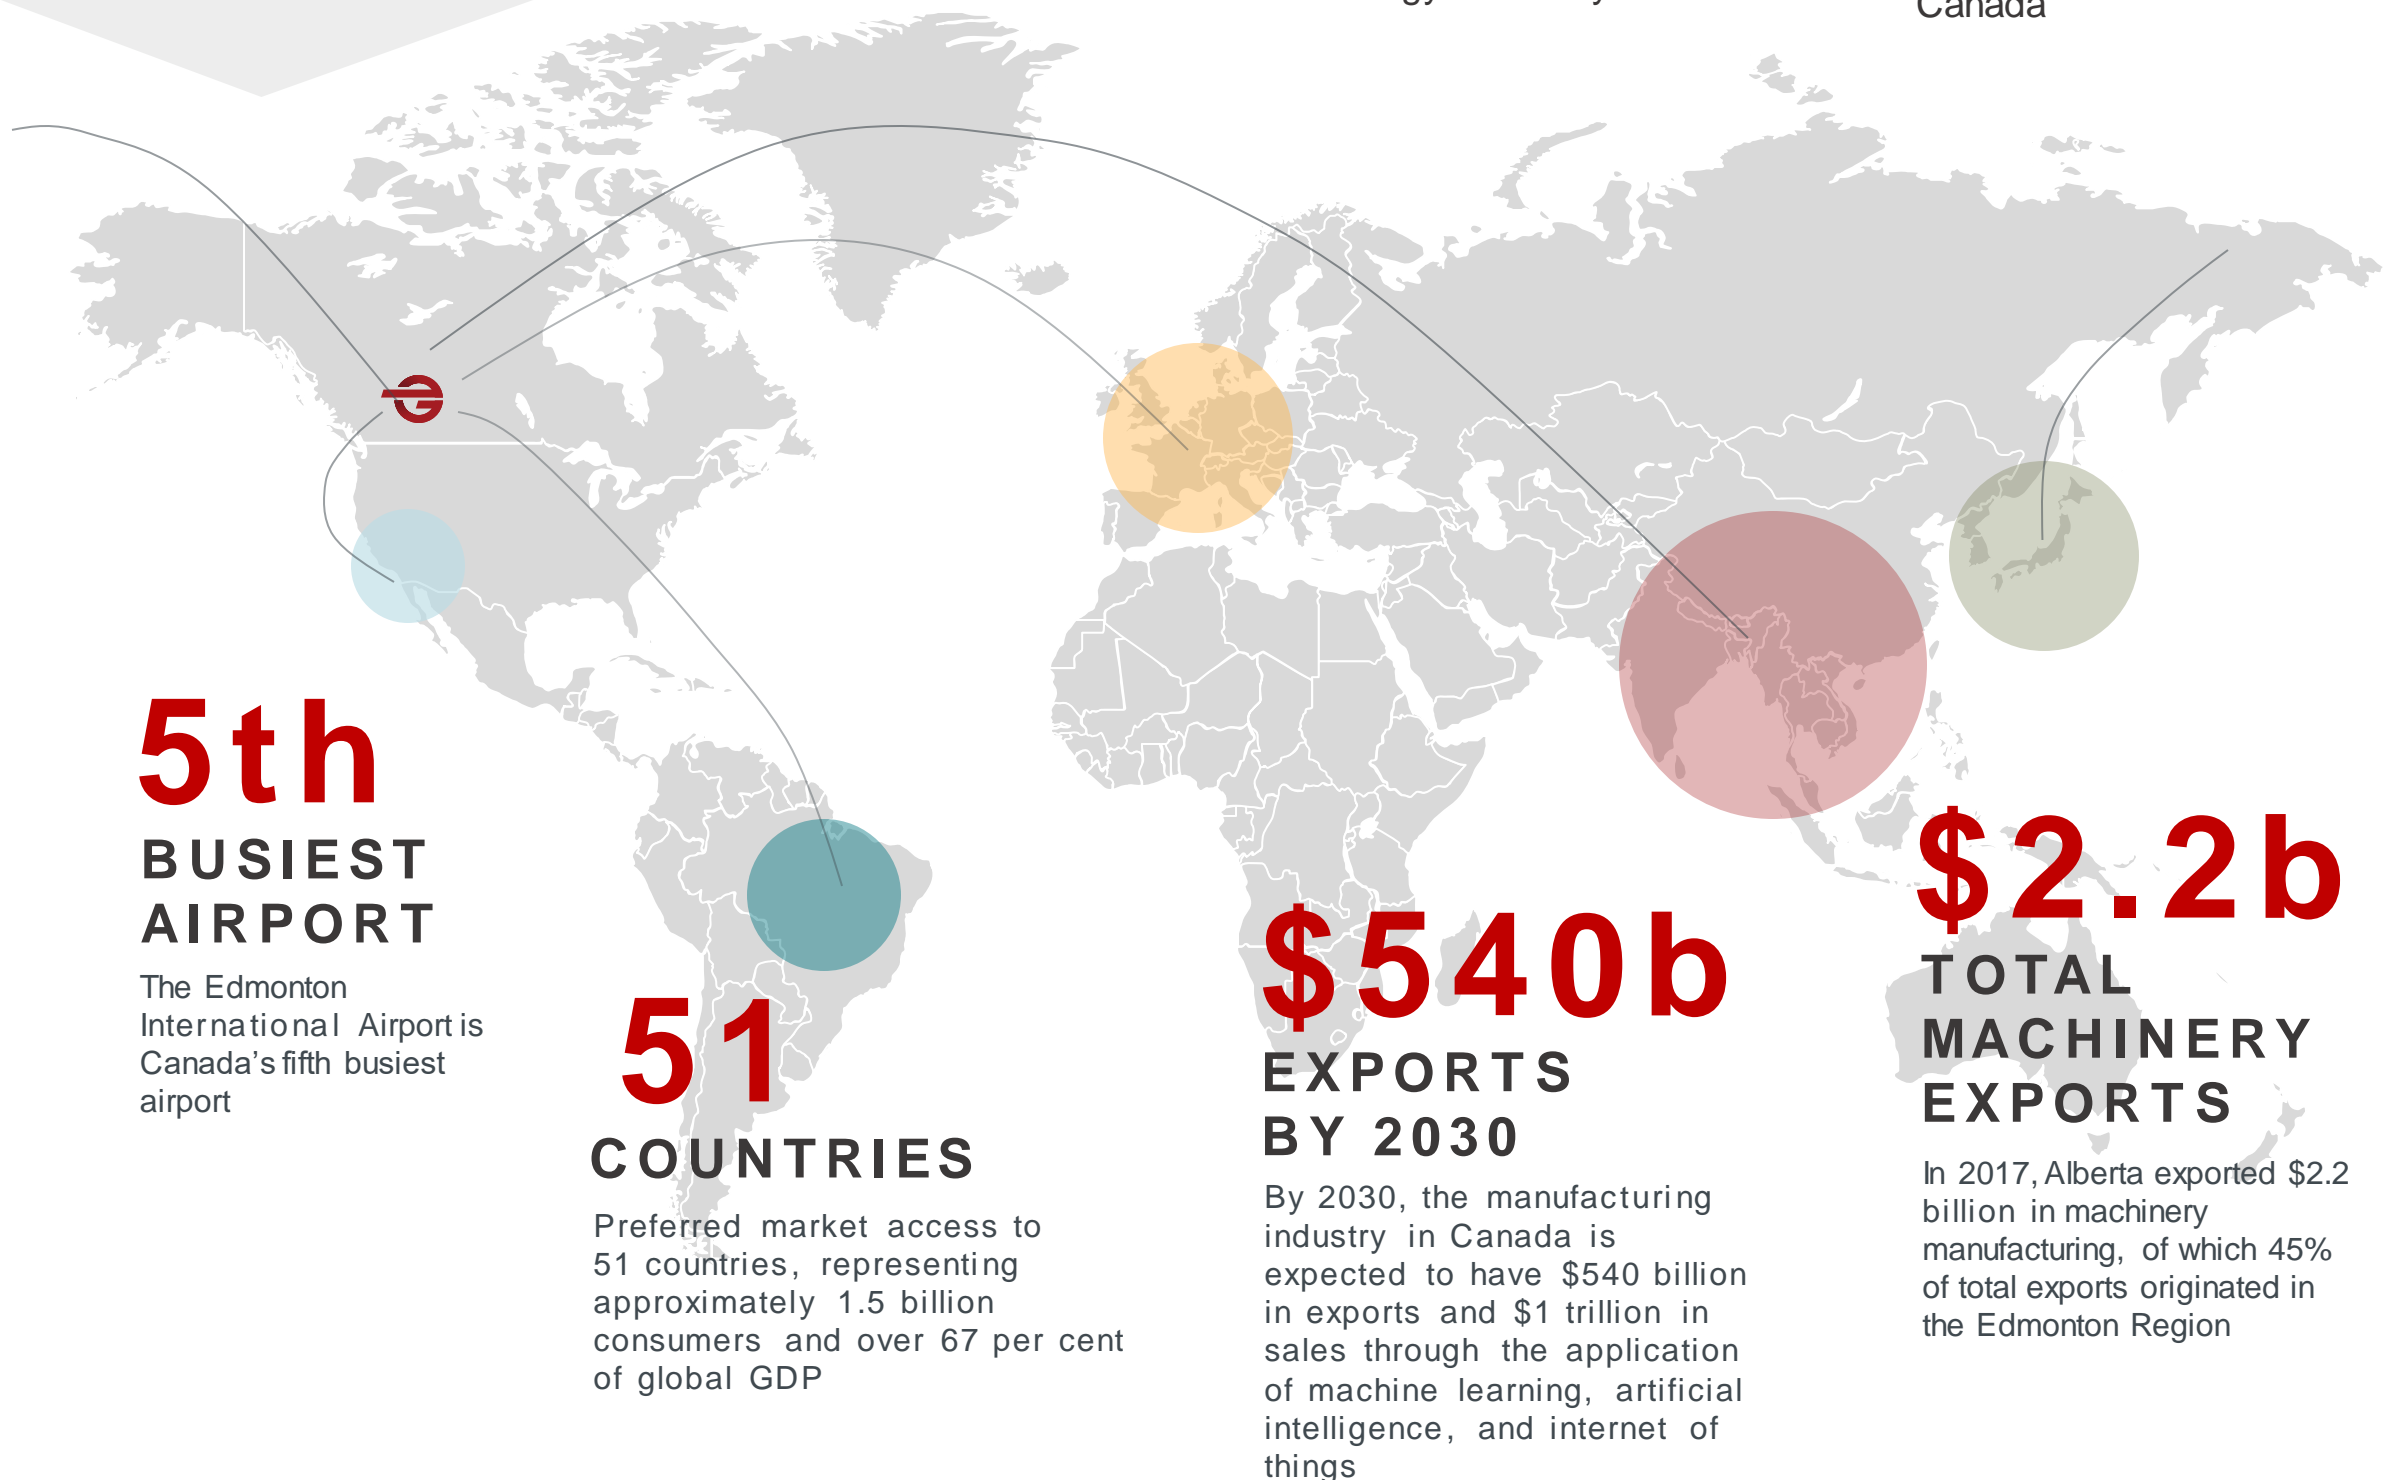 Canada
5th
BUSIEST
AIRPORT
The Edmonton
International Airport is
Canada's fifth busiest
airport
51
COUNTRIES
Preferred market access to
51 countries, representing
approximately 1.5 billion
consumers and over 67 per cent
of global GDP
$540b
EXPORTS
BY 2030
By 2030, the manufacturing
industry in Canada is
expected to have $540 billion
in exports and $1 trillion in
sales through the application
of machine learning, artificial
intelligence, and internet of
things
$2.2b
TOTAL
MACHINERY
EXPORTS
In 2017, Alberta exported $2.2
billion in machinery
manufacturing, of which 45%
of total exports originated in
the Edmonton Region